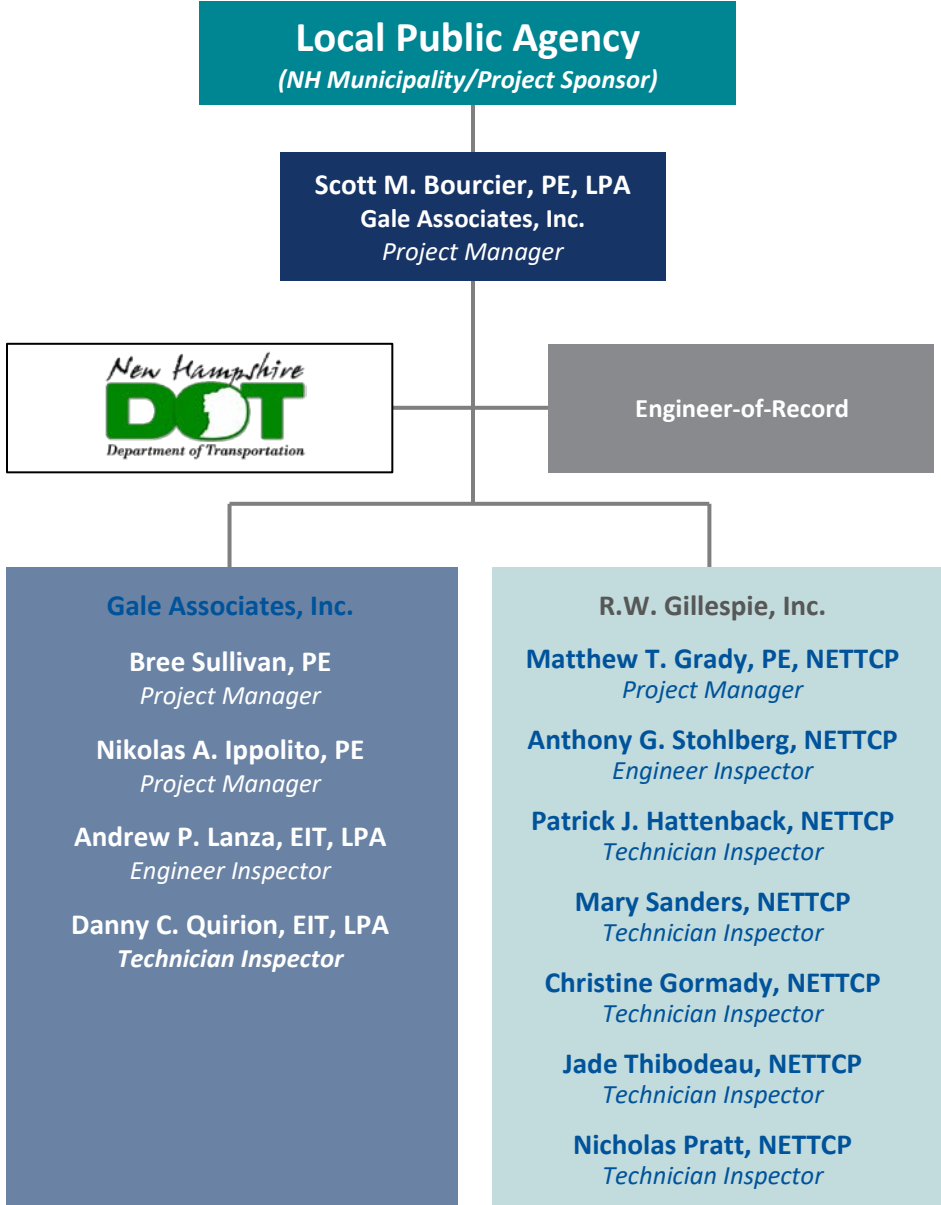 Local Public Agency
(NH Municipality/Project Sponsor)
Scott M. Bourcier, PE, LPA
Gale Associates, Inc.
Project Manager
New Hampshire
DOT
Department of Transportation
Engineer-of-Record
Gale Associates, Inc.
Bree Sullivan, PE
Project Manager
Nikolas A. Ippolito, PE
Project Manager
Andrew P. Lanza, EIT, LPA
Engineer Inspector
Danny C. Quirion, EIT, LPA
Technician Inspector
R.W. Gillespie, Inc.
Matthew T. Grady, PE, NETTCP
Project Manager
Anthony G. Stohlberg, NETTCP
Engineer Inspector
Patrick J. Hattenback, NETTCP
Technician Inspector
Mary Sanders, NETTCP
Technician Inspector
Christine Gormady, NETTCP
Technician Inspector
Jade Thibodeau, NETTCP
Technician Inspector
Nicholas Pratt, NETTCP
Technician Inspector